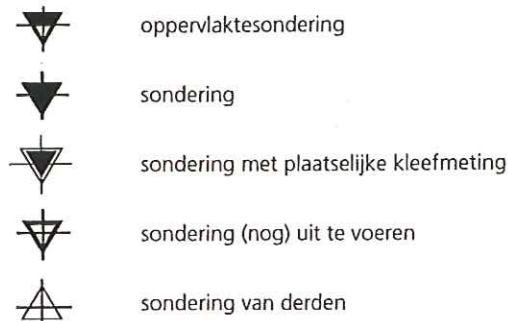 oppervlaktesondering
sondering
sondering met plaatselijke kleefmeting
sondering (nog) uit te voeren
sondering van derden